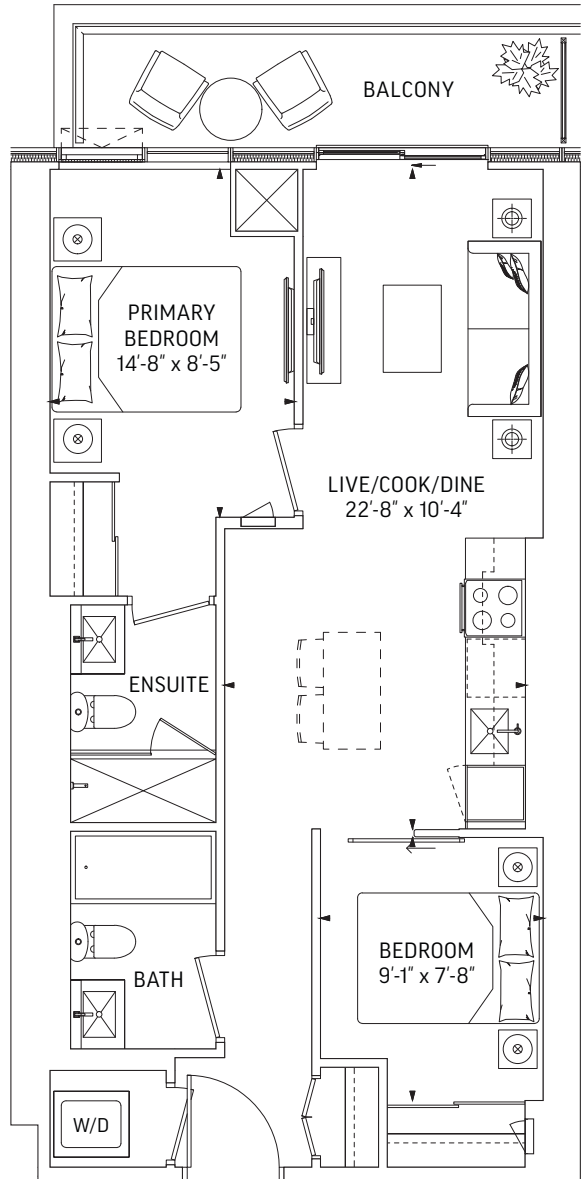 BALCONY
PRIMARY
BEDROOM
14'-8" x 8'-5"
LIVE/COOK/DINE
22'-8" x 10'-4"
ENSUITE
BEDROOM
9'-1" x 7'-8"
BATH
W/D